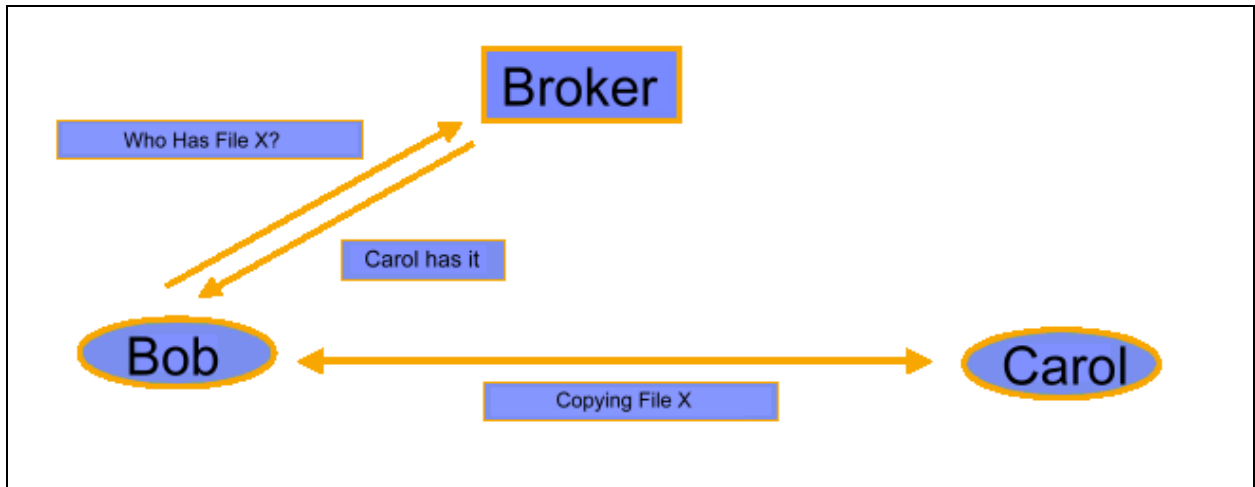 Broker
Who Has File X?
Carol has it
Bob
Carol
Copying File X